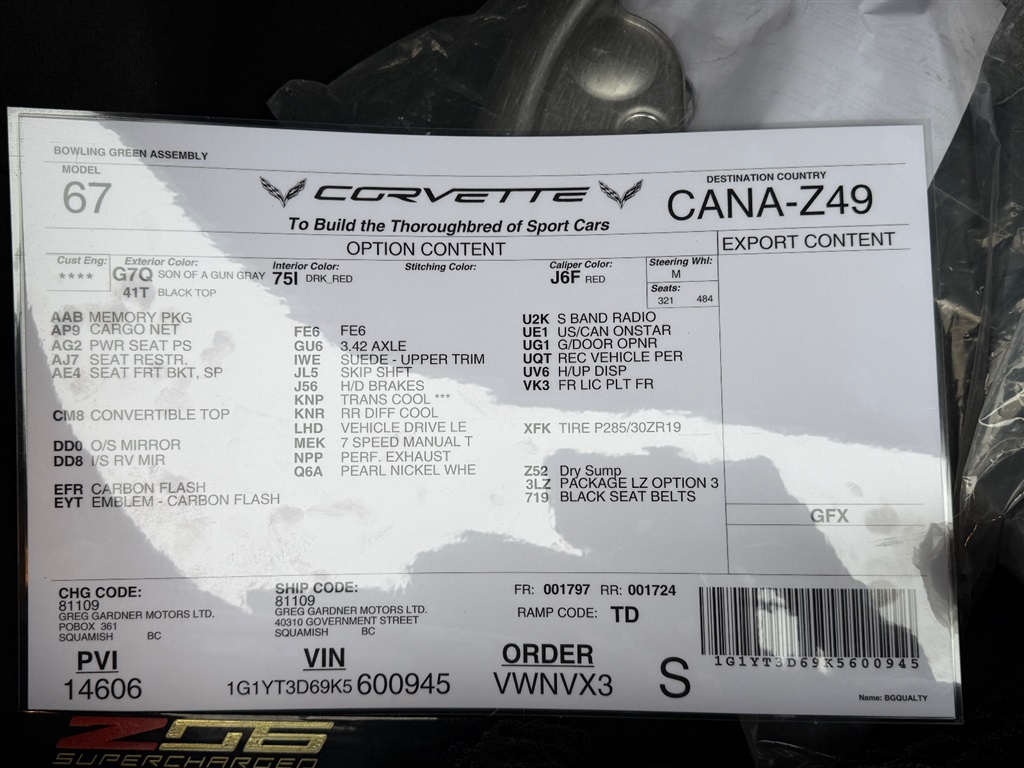 BOWLING GREEN ASSEMBLY
MODEL
67
CORVETTE
To Build the Thoroughbred of Sport Cars
DESTINATION COUNTRY
CANA-Z49
OPTION CONTENT
EXPORT CONTENT
Cust Eng:
****
Exterior Color:
G7Q SON OF A GUN GRAY
41T BLACK TOP
Interior Color:
75I DRK_RED
Stitching Color:
Caliper Color:
J6F RED
Steering Whl:
M
Seats:
321 484
AAB MEMORY PKG
AP9 CARGO NET
AG2 PWR SEAT PS
AJ7 SEAT RESTR.
AE4 SEAT FRT BKT, SP
CM8 CONVERTIBLE TOP
DD0 O/S MIRROR
DD8 I/S RV MIR
EFR CARBON FLASH
EYT EMBLEM - CARBON FLASH
FE6 FE6
GU6 3.42 AXLE
IWE SUEDE - UPPER TRIM
JL5 SKIP SHFT
J56 H/D BRAKES
KNP TRANS COOL ***
KNR RR DIFF COOL
LHD VEHICLE DRIVE LE
MEK 7 SPEED MANUAL T
NPP PERF. EXHAUST
Q6A PEARL NICKEL WHE
U2K S BAND RADIO
UE1 US/CAN ONSTAR
UG1 G/DOOR OPNR
UQT REC VEHICLE PER
UV6 H/UP DISP
VK3 FR LIC PLT FR
XFK TIRE P285/30ZR19
Z52 Dry Sump
3LZ PACKAGE LZ OPTION 3
719 BLACK SEAT BELTS
GFX
CHG CODE:
81109
GREG GARDNER MOTORS LTD.
POBOX 361
SQUAMISH BC
SHIP CODE:
81109
GREG GARDNER MOTORS LTD.
40310 GOVERNMENT STREET
SQUAMISH BC
FR: 001797 RR: 001724
RAMP CODE: TD
1G1YT3D69K5600945
PVI
14606
VIN
1G1YT3D69K5 600945
ORDER
VWNVX3
S
Name: BGQUALTY
Z06
SUPERCHARGED